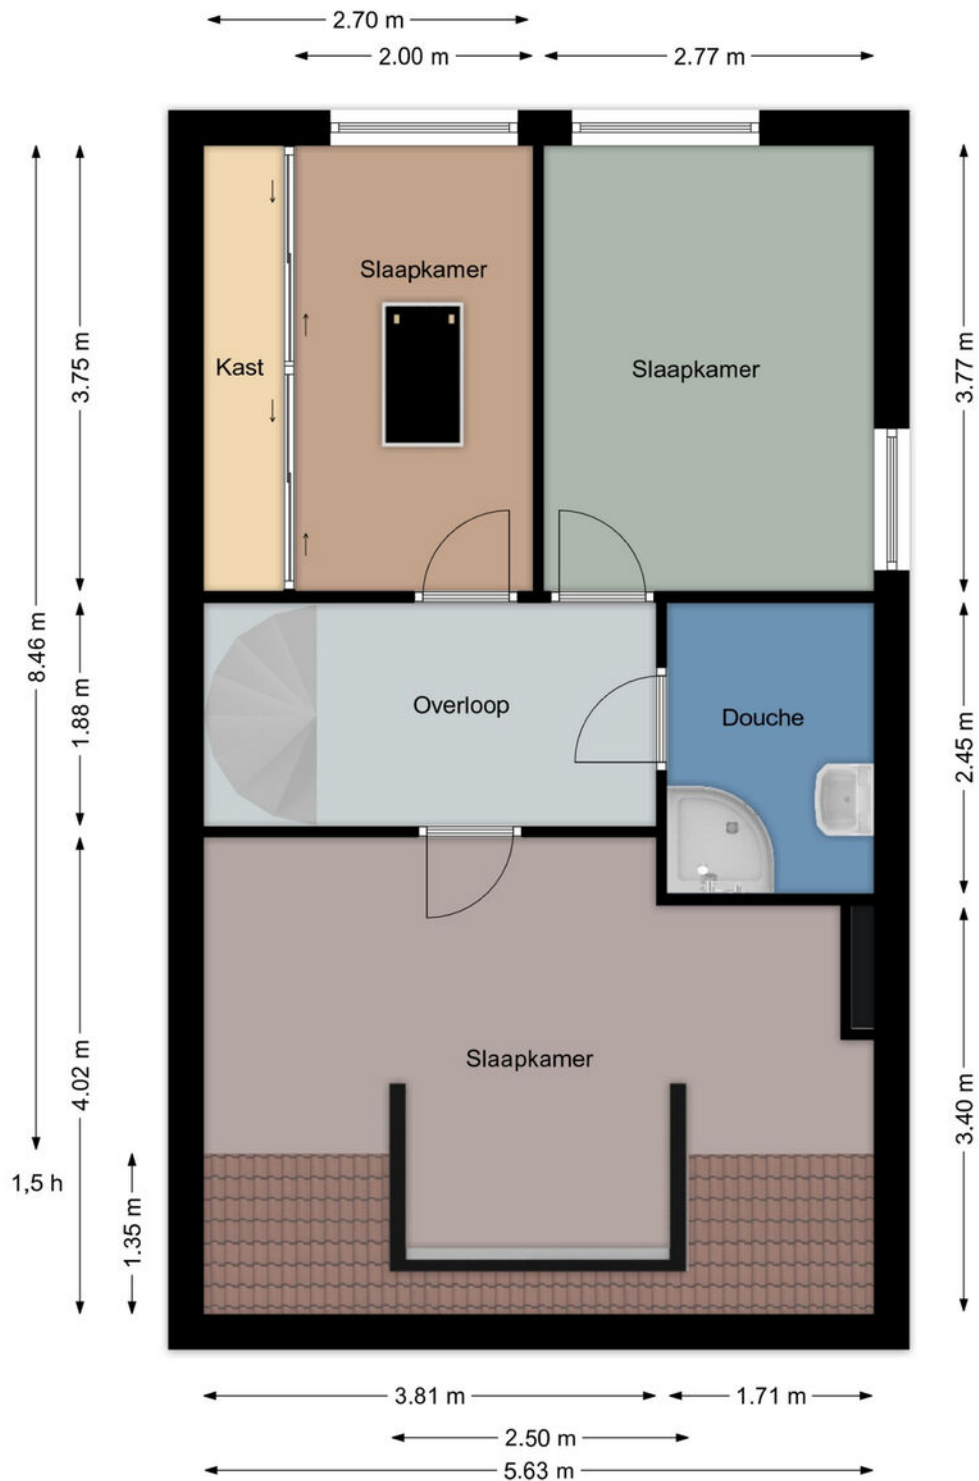 2.70 m
2.00 m
2.77 m
Slaapkamer
Kast
Slaapkamer
3.75 m
3.77 m
8.46 m
1.88 m
Overloop
Douche
2.45 m
Slaapkamer
4.02 m
3.40 m
1,5 h
1.35 m
3.81 m
1.71 m
2.50 m
5.63 m